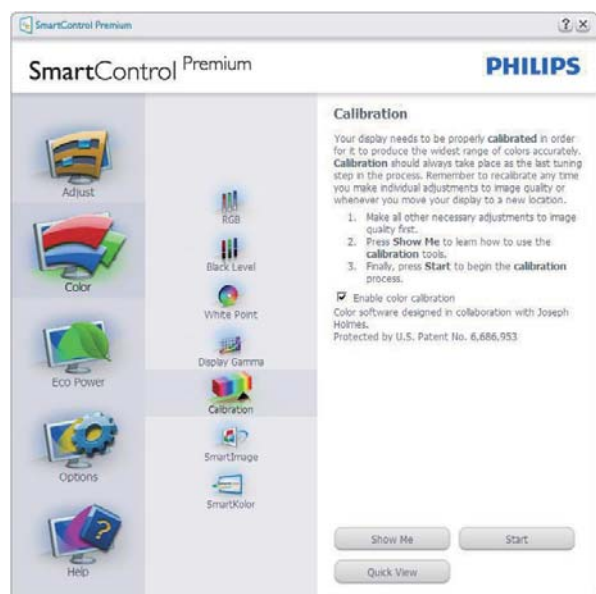 SmartControl Premium
SmartControl Premium
PHILIPS
Adjust
Color
Eco Power
Options
Help
RGB
Black Level
White Point
Display Gamma
Calibration
SmartImage
SmartKolor
Calibration
Your display needs to be properly calibrated in order
for it to produce the widest range of colors accurately.
Calibration should always take place as the last tuning
step in the process. Remember to recalibrate any time
you make individual adjustments to image quality or
whenever you move your display to a new location.
1. Make all other necessary adjustments to image
quality first.
2. Press Show Me to learn how to use the
calibration tools.
3. Finally, press Start to begin the calibration
process.
Enable color calibration
Color software designed in collaboration with Joseph
Holmes.
Protected by U.S. Patent No. 6,686,953
Show Me
Start
Quick View